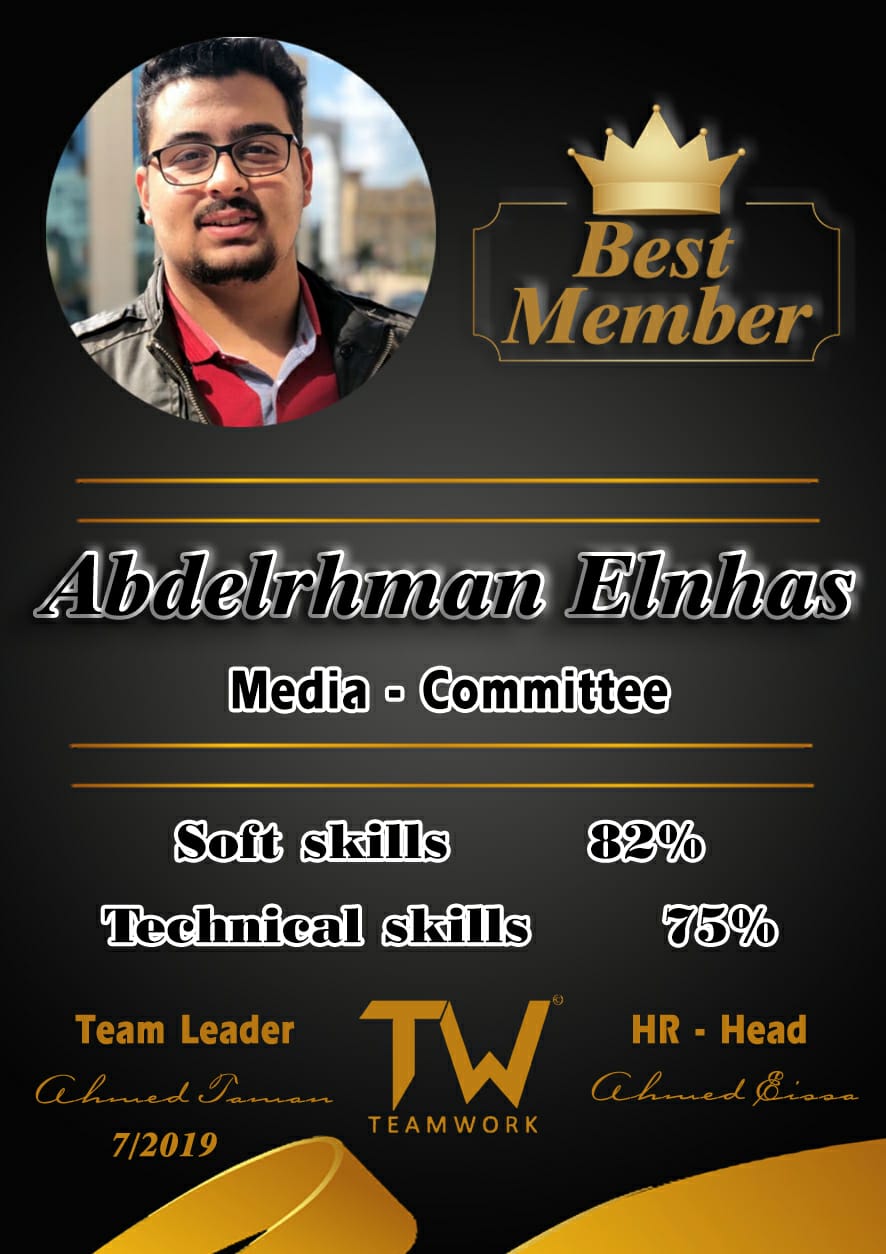 Best
Member
Abdelrhman Elnhas
Media - Committee
Soft skills 82%
Technical skills 75%
Team Leader
Ahmed Taman
7/2019
TW©
TEAMWORK
HR - Head
Ahmed Eissa